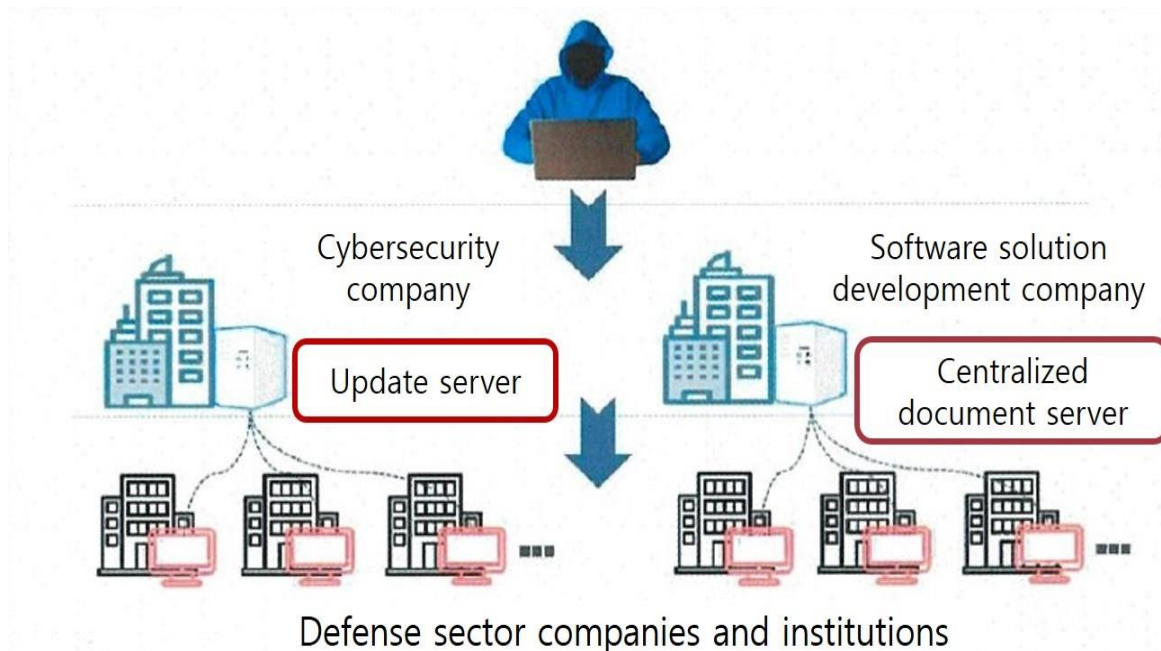 Cybersecurity
company
Software solution
development company
Update server
Centralized
document server
Defense sector companies and institutions